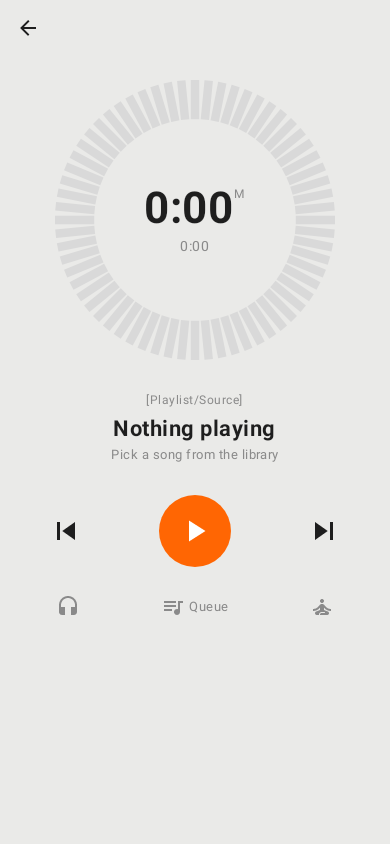 0:00 M
0:00
[Playlist/Source]
Nothing playing
Pick a song from the library
Queue